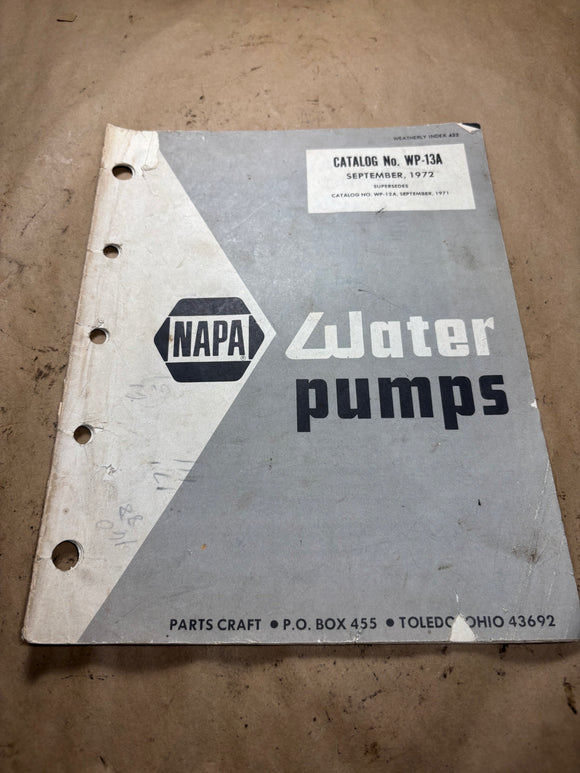 WEATHERLY INDEX 433
CATALOG No. WP-13A
SEPTEMBER, 1972
SUPERSEDES
CATALOG NO. WP-12A, SEPTEMBER, 1971
NAPA
®
Water
pumps
PARTS CRAFT ● P.O. BOX 455 ● TOLEDO, OHIO 43692